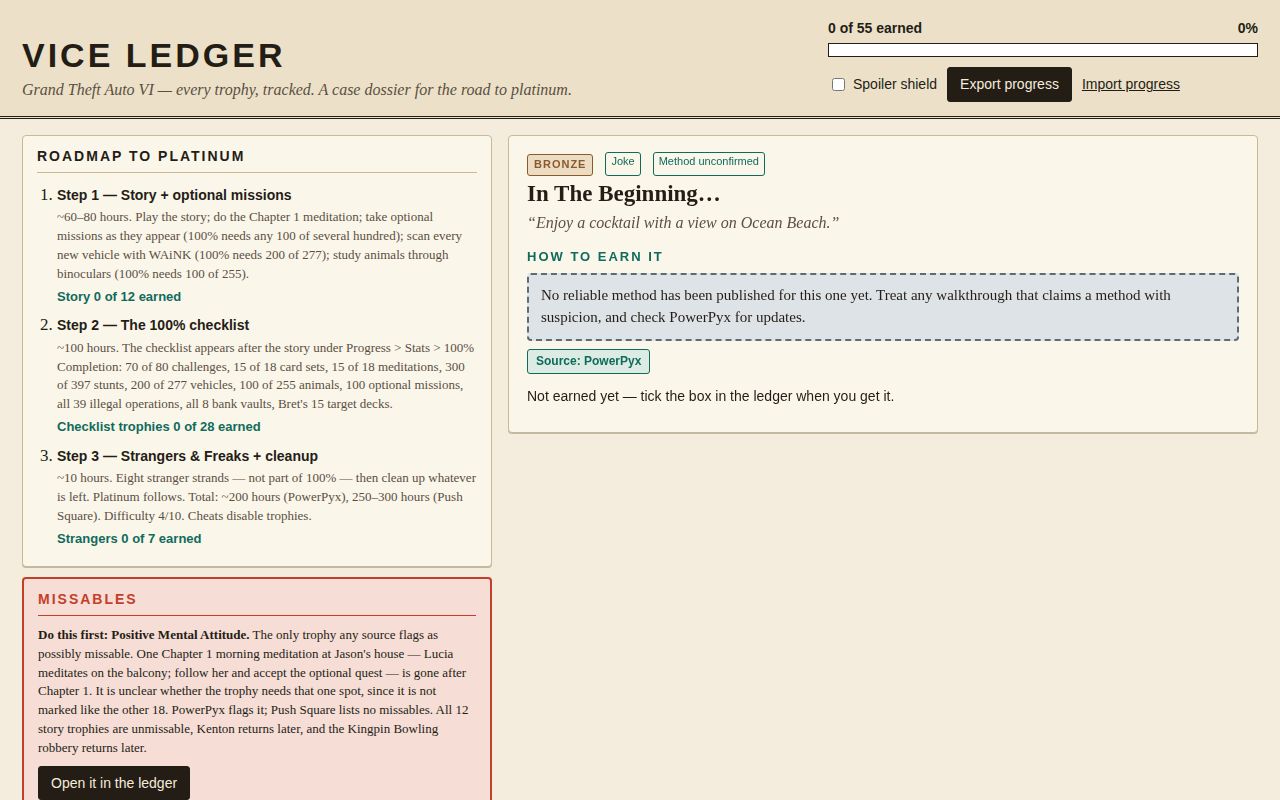 VICE LEDGER
Grand Theft Auto VI — every trophy, tracked. A case dossier for the road to platinum.
0 of 55 earned 0%
Spoiler shield Export progress Import progress
ROADMAP TO PLATINUM
1. Step 1 — Story + optional missions
~60–80 hours. Play the story; do the Chapter 1 meditation; take optional
missions as they appear (100% needs any 100 of several hundred); scan every
new vehicle with WAiNK (100% needs 200 of 277); study animals through
binoculars (100% needs 100 of 255).
Story 0 of 12 earned
2. Step 2 — The 100% checklist
~100 hours. The checklist appears after the story under Progress > Stats > 100%
Completion: 70 of 80 challenges, 15 of 18 card sets, 15 of 18 meditations, 300
of 397 stunts, 200 of 277 vehicles, 100 of 255 animals, 100 optional missions,
all 39 illegal operations, all 8 bank vaults, Bret's 15 target decks.
Checklist trophies 0 of 28 earned
3. Step 3 — Strangers & Freaks + cleanup
~10 hours. Eight stranger strands — not part of 100% — then clean up whatever
is left. Platinum follows. Total: ~200 hours (PowerPyx), 250–300 hours (Push
Square). Difficulty 4/10. Cheats disable trophies.
Strangers 0 of 7 earned
MISSABLES
Do this first: Positive Mental Attitude. The only trophy any source flags as
possibly missable. One Chapter 1 morning meditation at Jason's house — Lucia
meditates on the balcony; follow her and accept the optional quest — is gone after
Chapter 1. It is unclear whether the trophy needs that one spot, since it is not
marked like the other 18. PowerPyx flags it; Push Square lists no missables. All 12
story trophies are unmissable, Kenton returns later, and the Kingpin Bowling
robbery returns later.
Open it in the ledger
BRONZE Joke Method unconfirmed
In The Beginning…
“Enjoy a cocktail with a view on Ocean Beach.”
HOW TO EARN IT
No reliable method has been published for this one yet. Treat any walkthrough that claims a method with
suspicion, and check PowerPyx for updates.
Source: PowerPyx
Not earned yet — tick the box in the ledger when you get it.